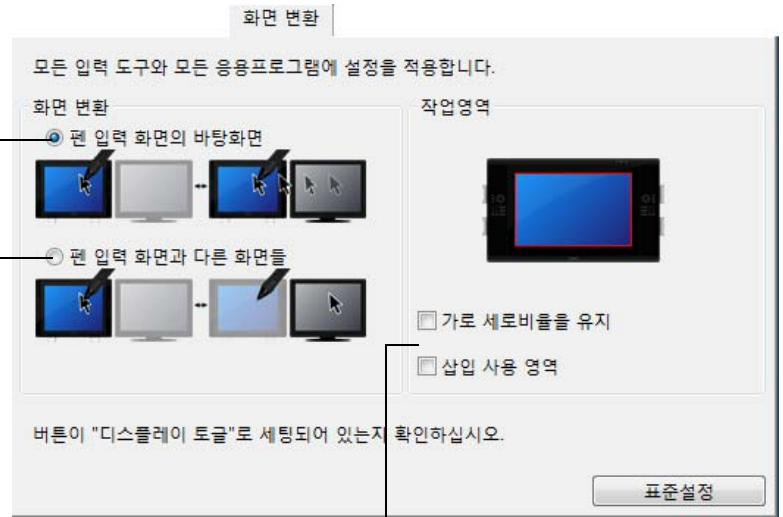 화면 변환
모든 입력 도구와 모든 응용프로그램에 설정을 적용합니다.
화면 변환
펜 입력 화면의 바탕화면
펜 입력 화면과 다른 화면들
작업영역
가로 세로비율을 유지
삽입 사용 영역
버튼이 "디스플레이 토글"로 세팅되어 있는지 확인하십시오.
표준설정